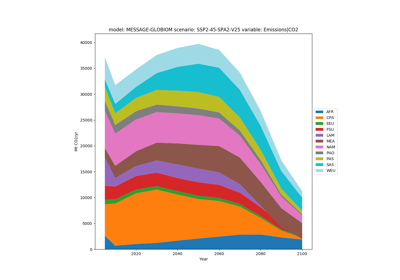 model: MESSAGE-GLOBIOM scenario: SSP2-45-SPA2-V25 variable: Emissions|CO2
40000
35000
30000
25000
20000
15000
10000
5000
0
Mt CO2/yr
2020
2040
2060
2080
2100
Year
AFR
CPA
EEU
FSU
LAM
MEA
NAM
PAO
PAS
SAS
WEU